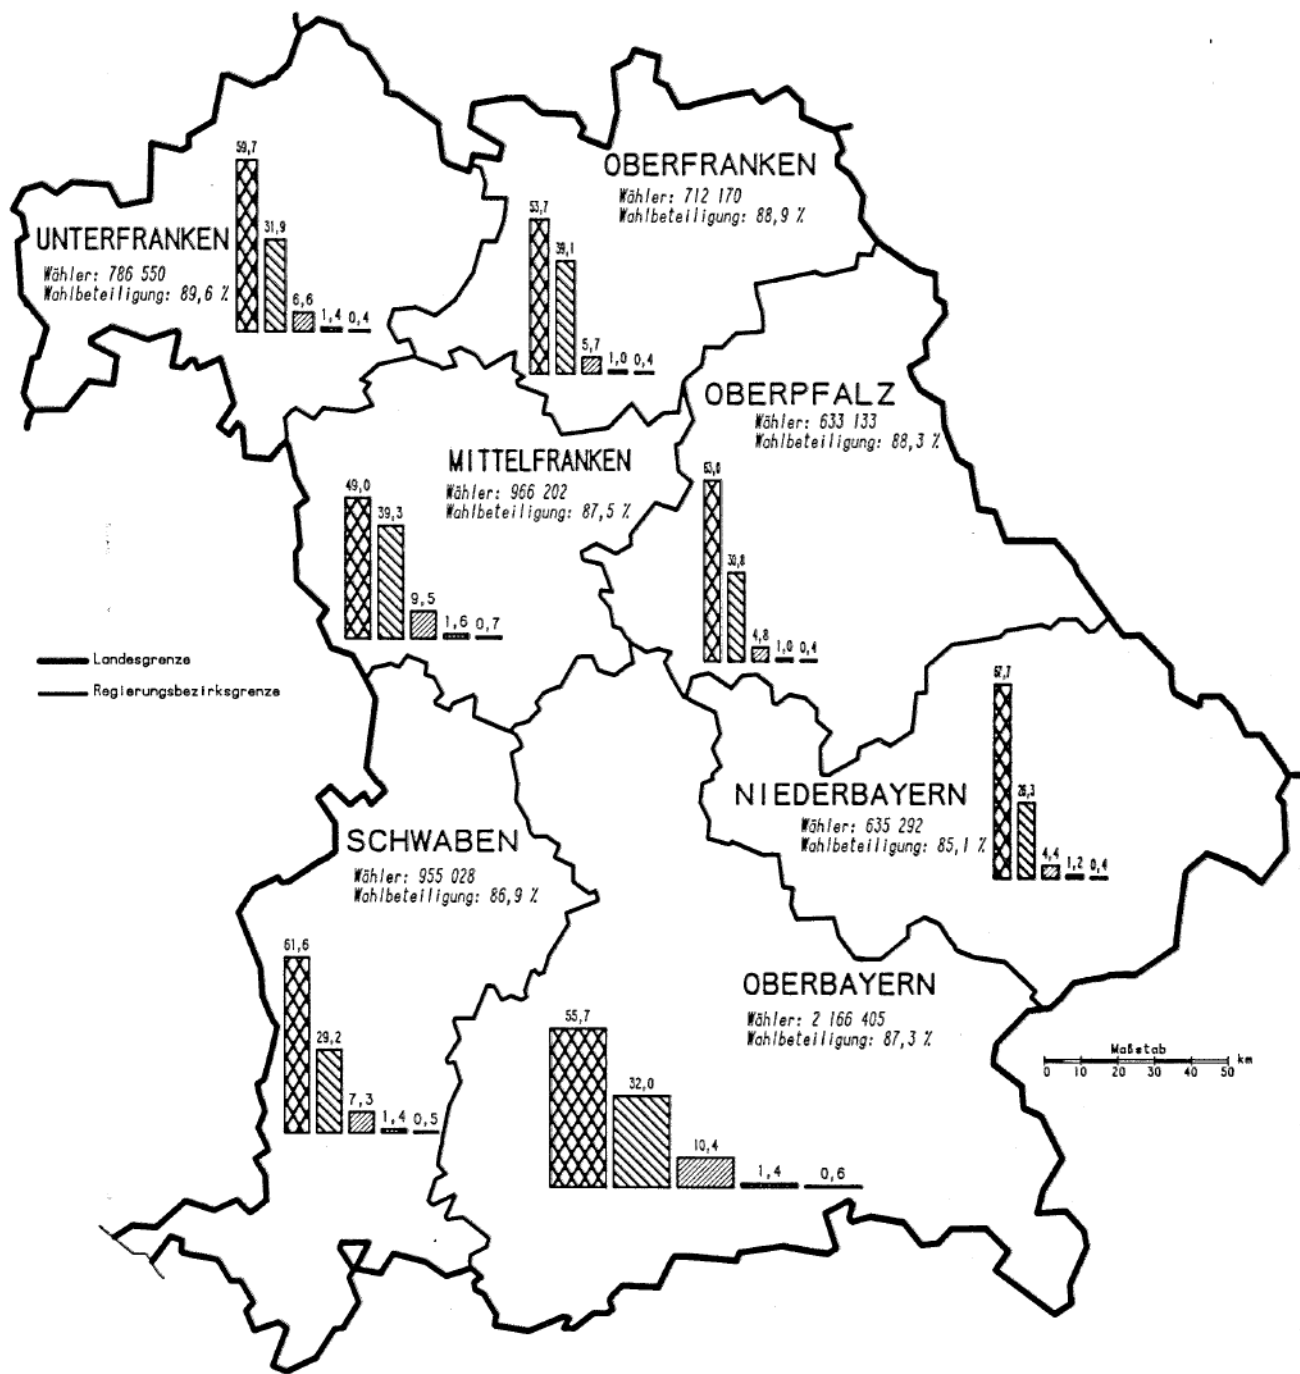 OBERFRANKEN
Wähler: 712 170
Wahlbeteiligung: 88,9 %
53,7
39,1
5,7
1,0
0,4
UNTERFRANKEN
Wähler: 786 550
Wahlbeteiligung: 89,6 %
59,7
31,9
6,6
1,4
0,4
OBERPFALZ
Wähler: 633 133
Wahlbeteiligung: 88,3 %
63,0
30,8
4,8
1,0
0,4
MITTELFRANKEN
Wähler: 966 202
Wahlbeteiligung: 87,5 %
49,0
39,3
9,5
1,6
0,7
Landesgrenze
Regierungsbezirksgrenze
NIEDERBAYERN
Wähler: 635 292
Wahlbeteiligung: 85,1 %
67,7
26,3
4,4
1,2
0,4
SCHWABEN
Wähler: 955 028
Wahlbeteiligung: 86,9 %
61,6
29,2
7,3
1,4
0,5
OBERBAYERN
Wähler: 2 166 405
Wahlbeteiligung: 87,3 %
55,7
32,0
10,4
1,4
0,6
Maßstab
0 10 20 30 40 50 km